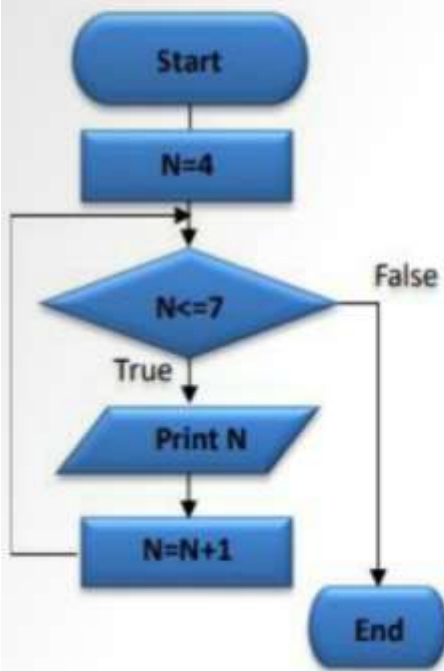 Start
N=4
N<=7
False
True
Print N
N=N+1
End